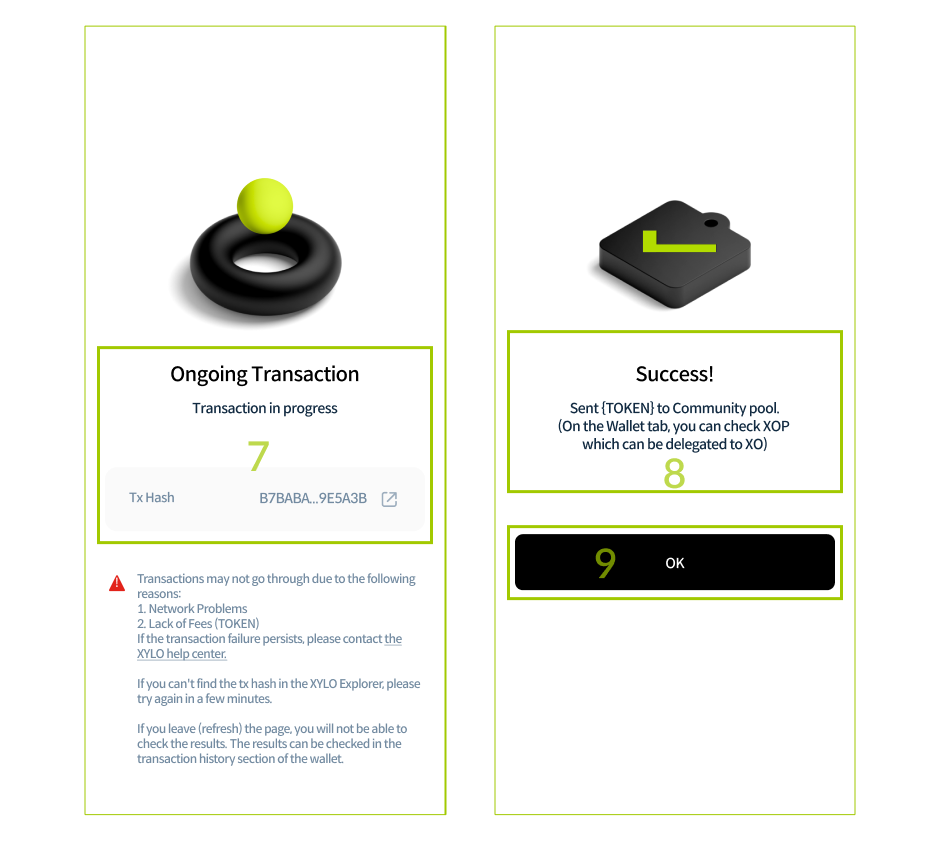 Ongoing Transaction
Transaction in progress
7
Tx Hash B7BABA...9E5A3B
Transactions may not go through due to the following
reasons:
1. Network Problems
2. Lack of Fees (TOKEN)
If the transaction failure persists, please contact the
XYLO help center.
If you can't find the tx hash in the XYLO Explorer, please
try again in a few minutes.
If you leave (refresh) the page, you will not be able to
check the results. The results can be checked in the
transaction history section of the wallet.
Success!
Sent {TOKEN} to Community pool.
(On the Wallet tab, you can check XOP
which can be delegated to XO)
8
9 OK